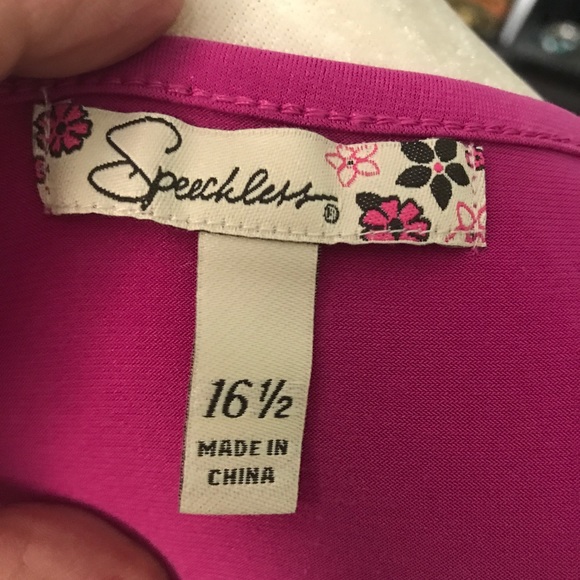 Speechless®
16 ½
MADE IN
CHINA